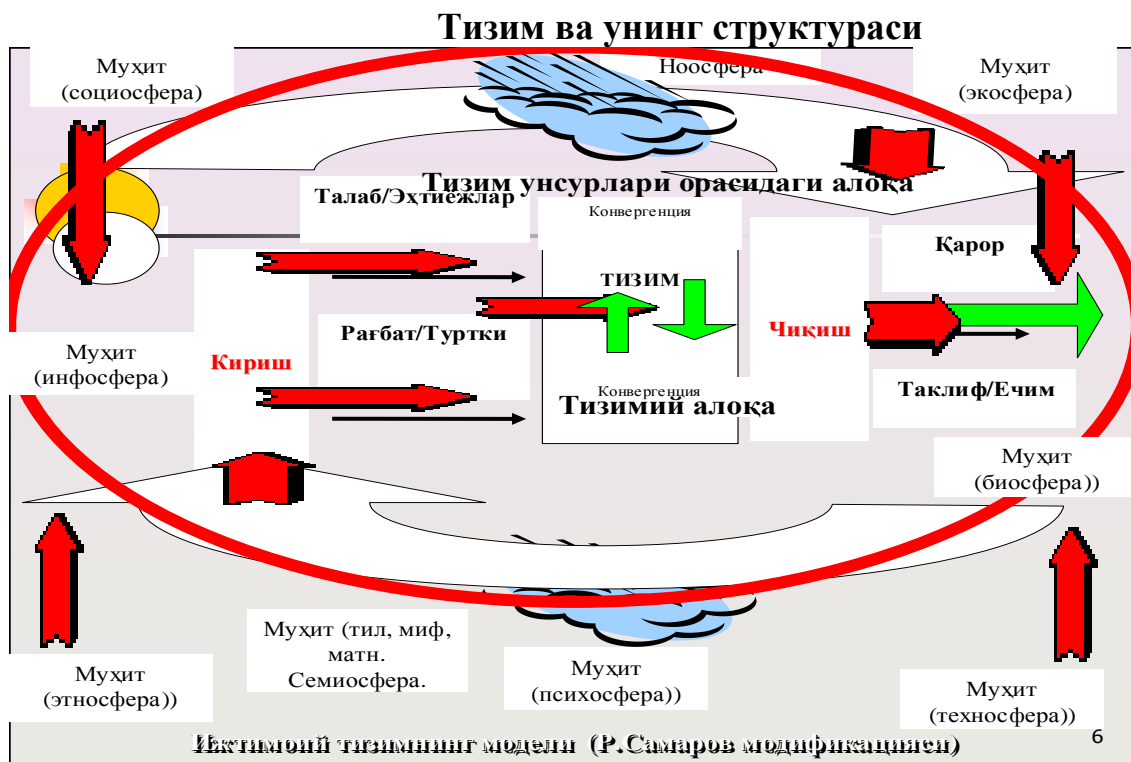 Тизим ва унинг структураси
Муҳит
(социосфера)
Ноосфера
Муҳит
(экосфера)
Тизим унсурлари орасидаги алоқа
Талаб/Эҳтиежлар
Конвергенция
Қарор
тизим
Рағбат/Туртки
Чиқиш
Муҳит
(инфосфера)
Кириш
Конвергенция
Тизимий алоқа
Таклиф/Ечим
Муҳит
(биосфера))
Муҳит (тил, миф,
матн.
Семиосфера.
Муҳит
(этносфера))
Муҳит
(психосфера))
Муҳит
(техносфера))
Ижтимоий тизимнинг модели (Р.Самаров модификацияси)
6